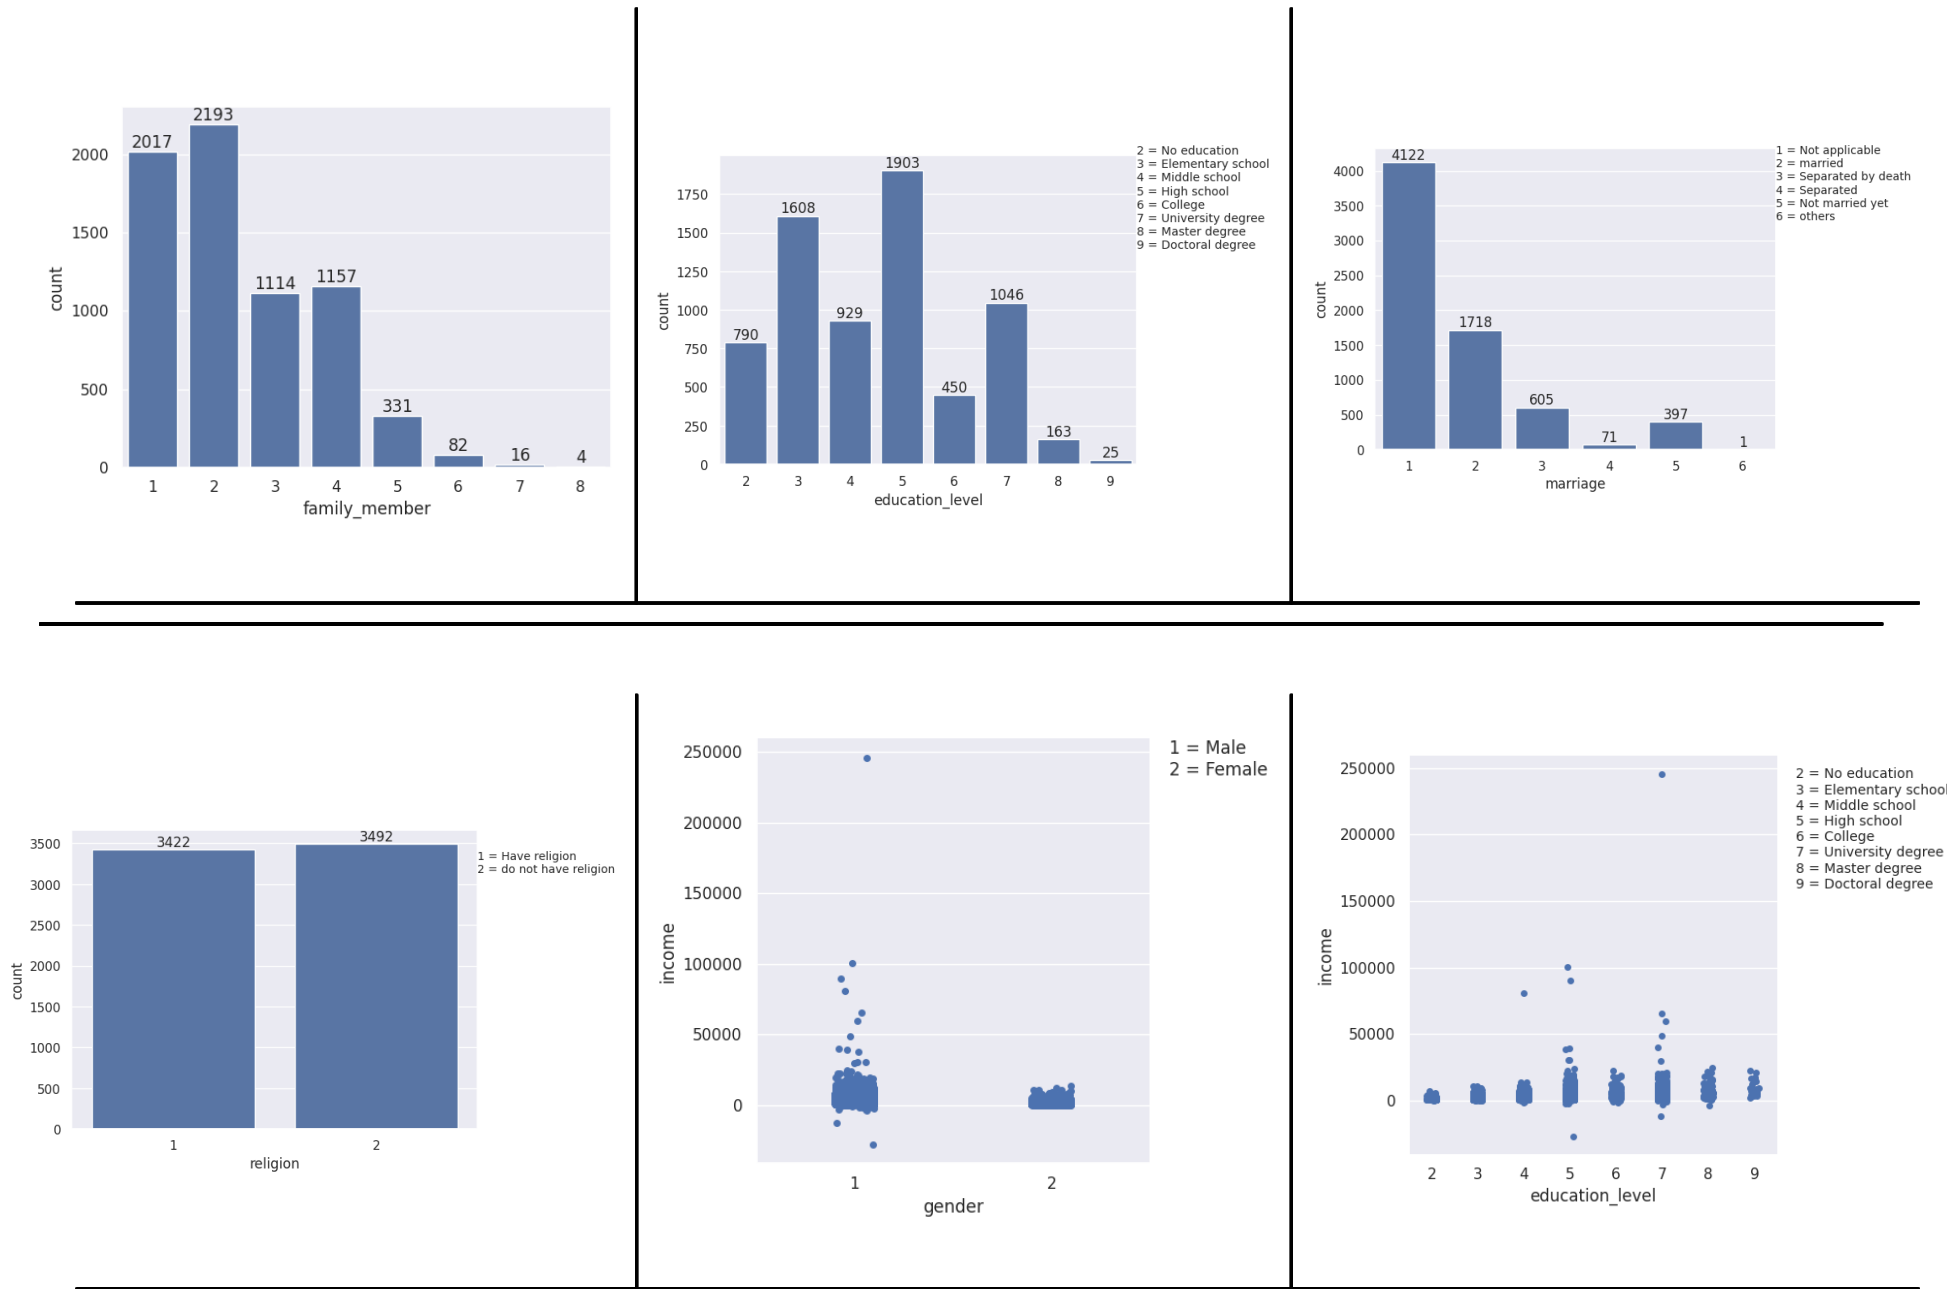 2193
2017
2000
1500
1157
1114
1000
500
331
82
16
4
0
count
1 2 3 4 5 6 7 8
family_member
2 = No education
3 = Elementary school
4 = Middle school
5 = High school
6 = College
7 = University degree
8 = Master degree
9 = Doctoral degree
1903
1750
1608
1500
1250
1046
1000
929
790
750
500
450
250
163
25
0
count
2 3 4 5 6 7 8 9
education_level
1 = Not applicable
2 = married
3 = Separated by death
4 = Separated
5 = Not married yet
6 = others
4122
4000
3500
3000
2500
2000
1718
1500
1000
605
500
397
71
1
0
count
1 2 3 4 5 6
marriage
3492
3422
3500
3000
2500
2000
1500
1000
500
0
count
1 2
religion
1 = Have religion
2 = do not have religion
1 = Male
2 = Female
250000
200000
150000
100000
50000
0
income
1 2
gender
2 = No education
3 = Elementary school
4 = Middle school
5 = High school
6 = College
7 = University degree
8 = Master degree
9 = Doctoral degree
250000
200000
150000
100000
50000
0
income
2 3 4 5 6 7 8 9
education_level